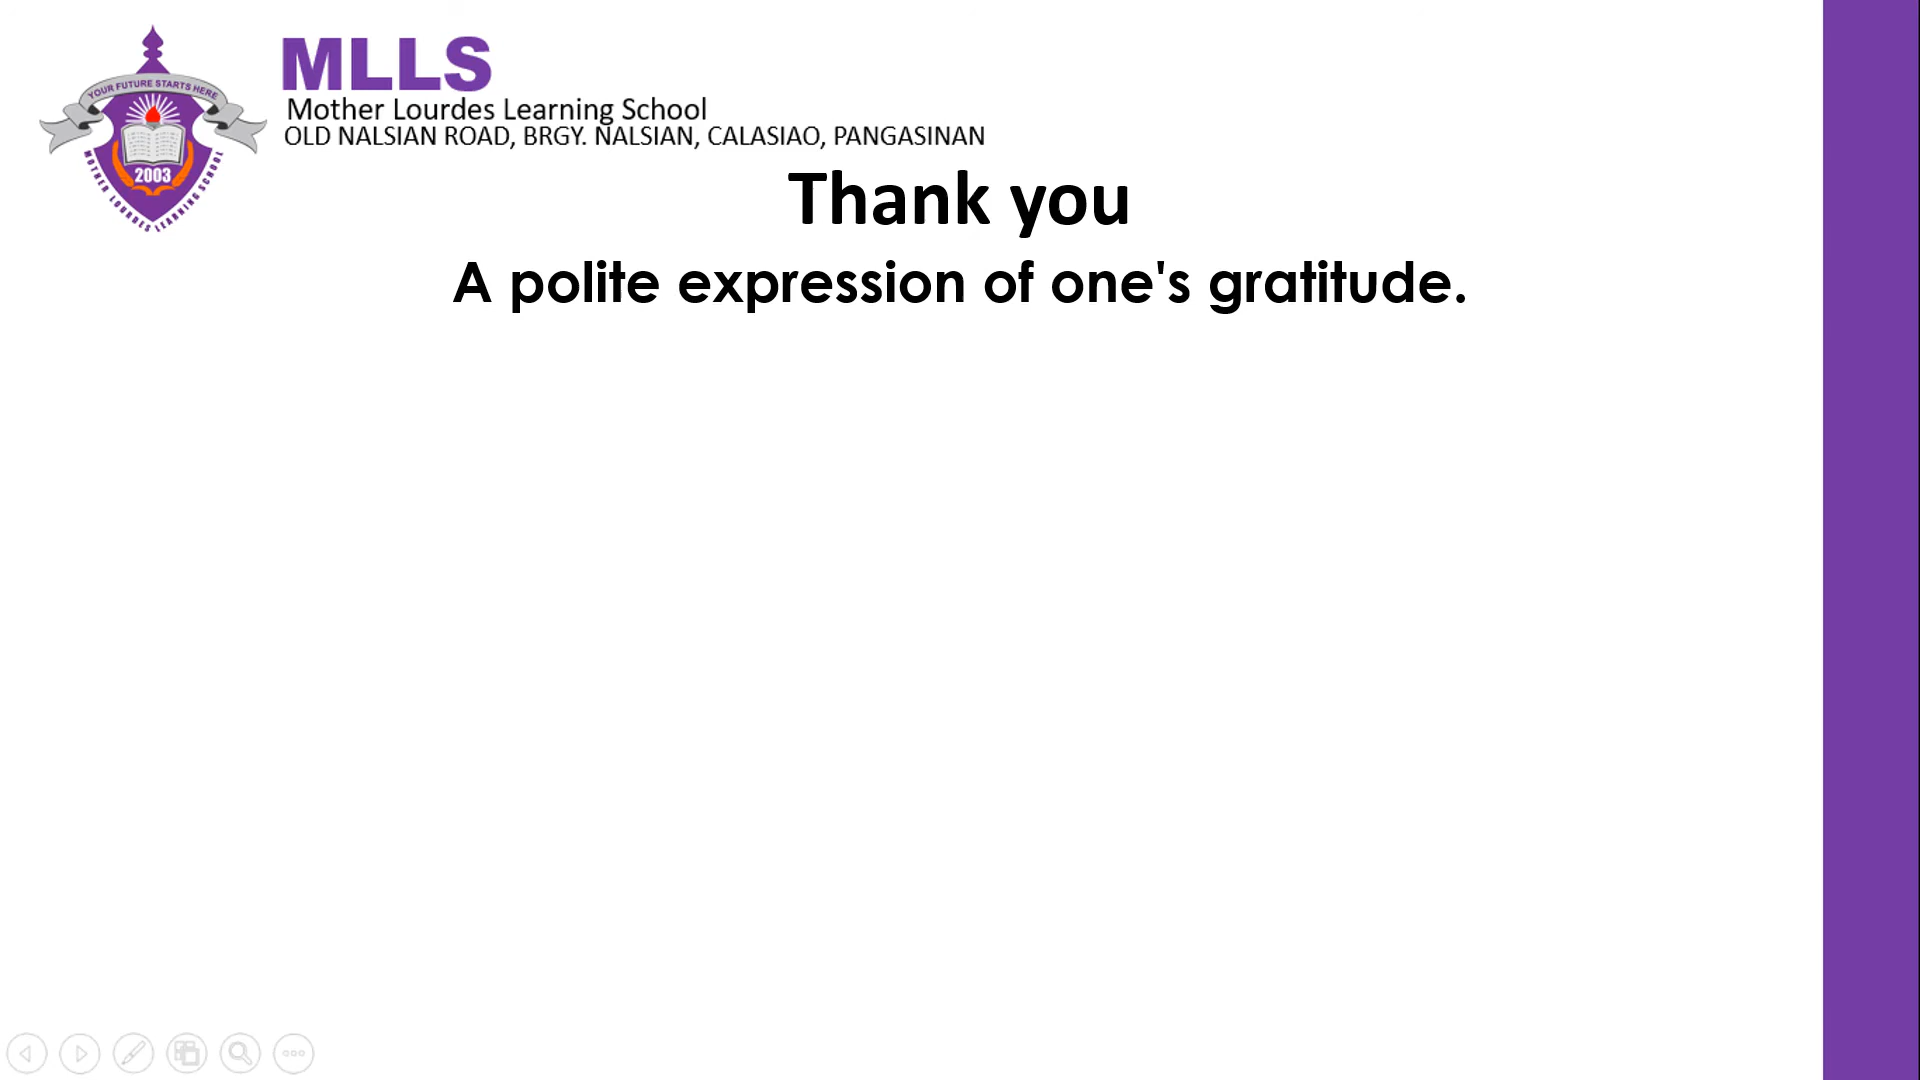 YOUR FUTURE STARTS HERE
2003
MOTHER LOURDES LEARNING SCHOOL
MLLS
Mother Lourdes Learning School
OLD NALSIAN ROAD, BRGY. NALSIAN, CALASIAO, PANGASINAN
Thank you
A polite expression of one's gratitude.